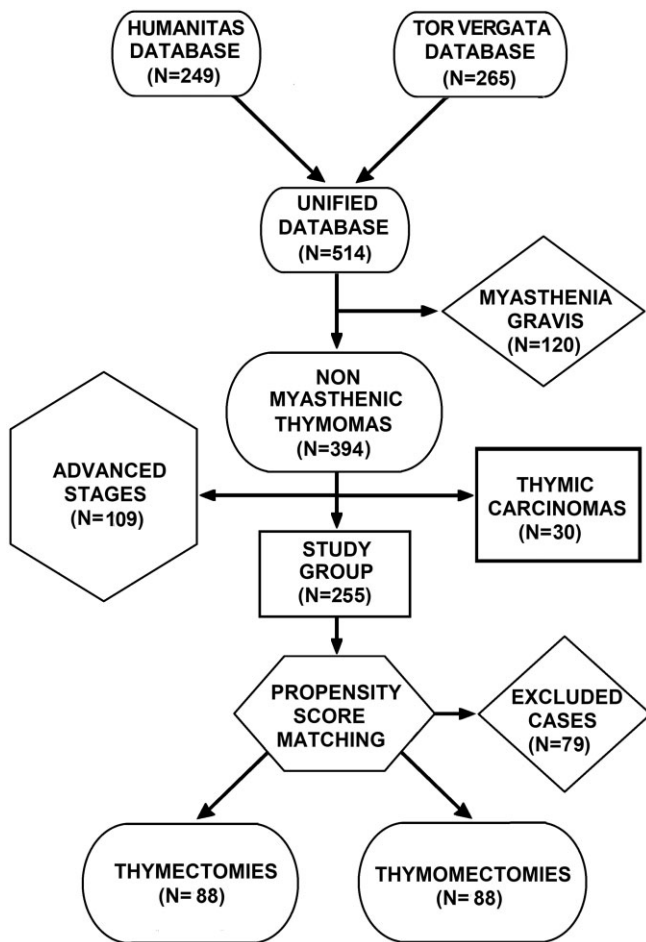 HUMANITAS
DATABASE
(N=249)
TOR VERGATA
DATABASE
(N=265)
UNIFIED
DATABASE
(N=514)
MYASTHENIA
GRAVIS
(N=120)
NON
MYASTHENIC
THYMOMAS
(N=394)
ADVANCED
STAGES
(N=109)
THYMIC
CARCINOMAS
(N=30)
STUDY
GROUP
(N=255)
PROPENSITY
SCORE
MATCHING
EXCLUDED
CASES
(N=79)
THYMECTOMIES
(N= 88)
THYMOMECTOMIES
(N= 88)